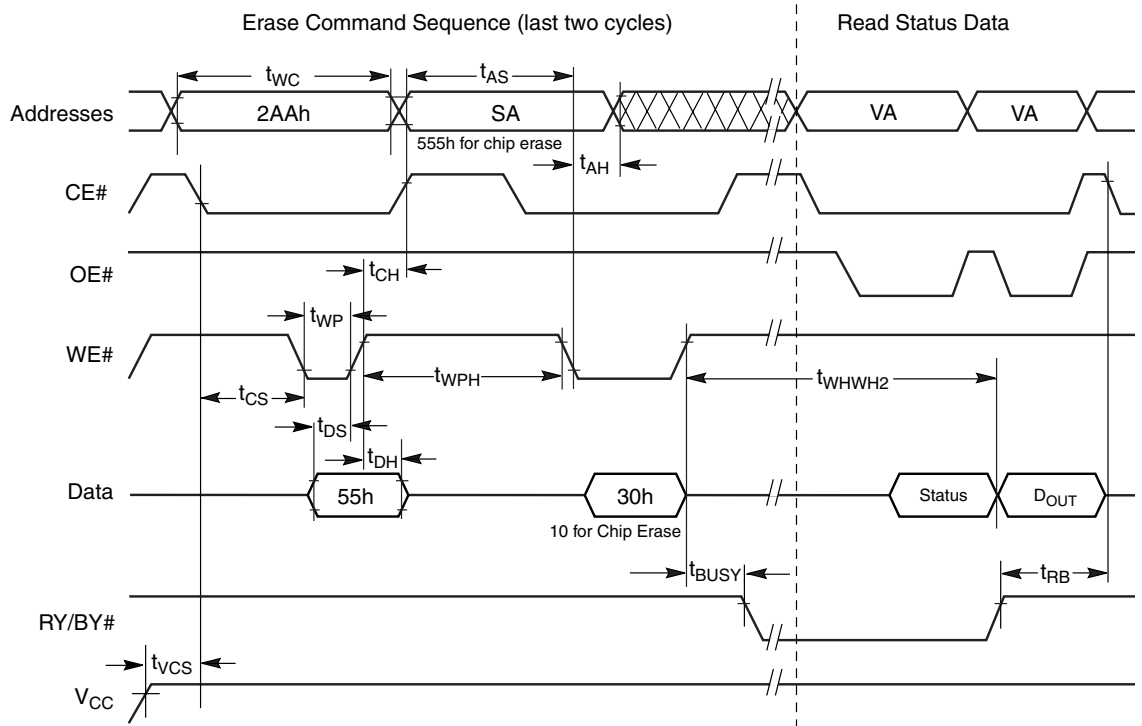 Erase Command Sequence (last two cycles) Read Status Data
tWC tAS
Addresses 2AAh SA VA VA
555h for chip erase
tAH
CE#
tCH
OE#
tWP
WE#
tWPH tWHWH2
tCS
tDS
tDH
Data 55h 30h Status DOUT
10 for Chip Erase
tBUSY tRB
RY/BY#
tVCS
VCC